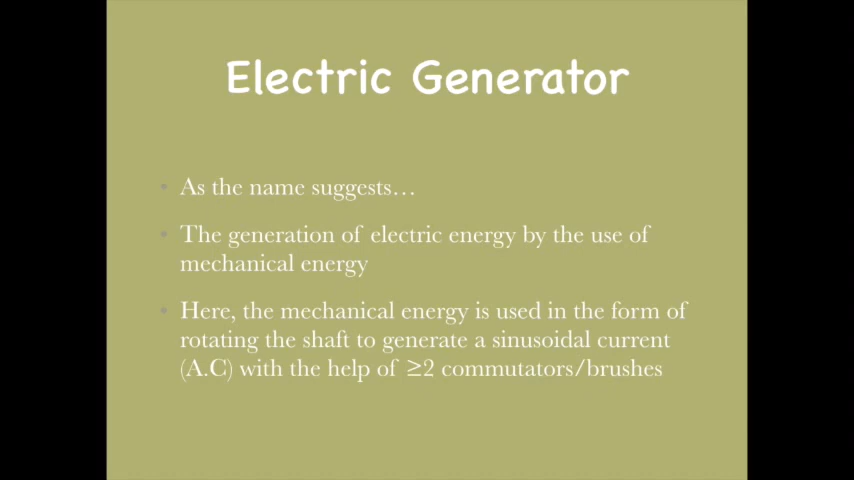 Electric Generator
• As the name suggests…
• The generation of electric energy by the use of
mechanical energy
• Here, the mechanical energy is used in the form of
rotating the shaft to generate a sinusoidal current
(A.C) with the help of ≥2 commutators/brushes